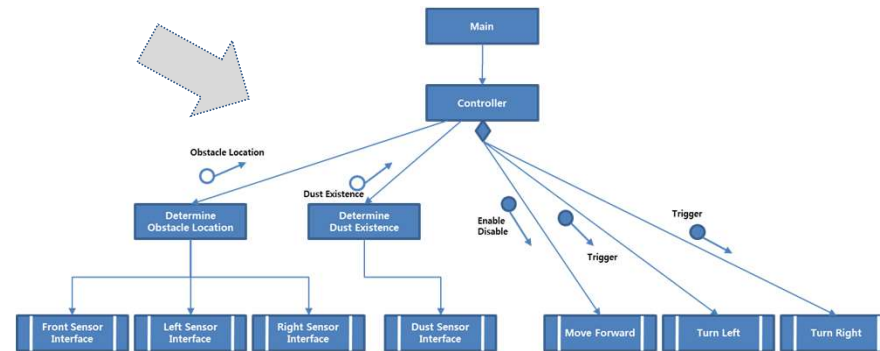 Main
Controller
Obstacle Location
Dust Existence
Determine
Obstacle Location
Determine
Dust Existence
Enable
Disable
Trigger
Trigger
Front Sensor
Interface
Left Sensor
Interface
Right Sensor
Interface
Dust Sensor
Interface
Move Forward
Turn Left
Turn Right